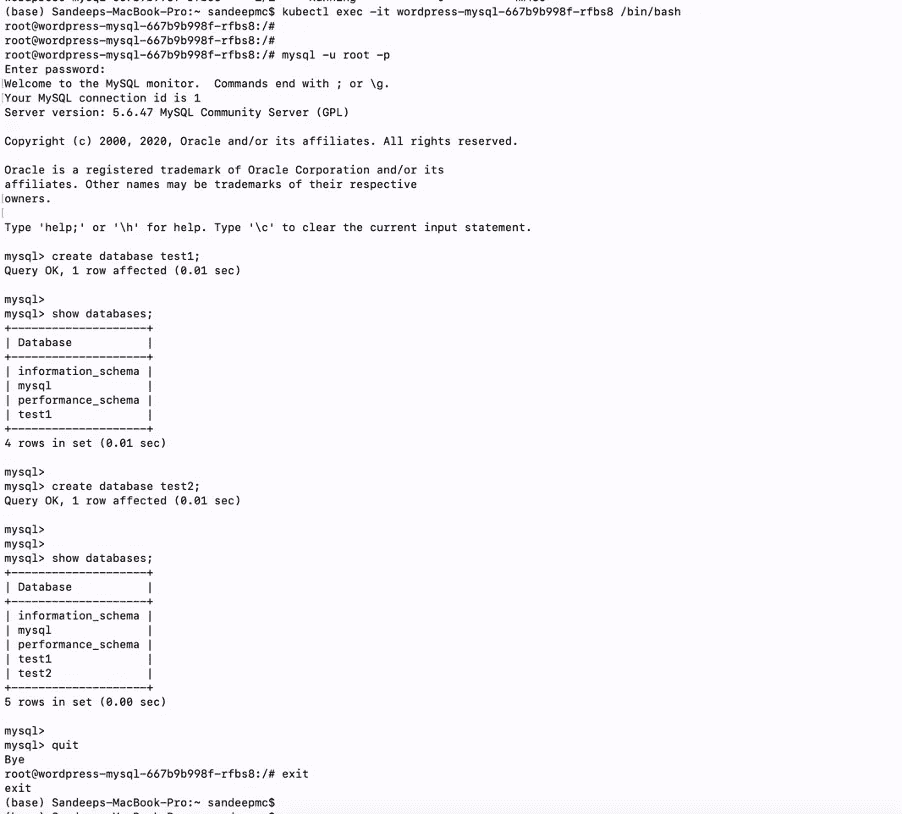 (base) Sandeeps-MacBook-Pro:~ sandeepmc$ kubectl exec -it wordpress-mysql-667b9b998f-rfbs8 /bin/bash
root@wordpress-mysql-667b9b998f-rfbs8:/#
root@wordpress-mysql-667b9b998f-rfbs8:/#
root@wordpress-mysql-667b9b998f-rfbs8:/# mysql -u root -p
Enter password:
Welcome to the MySQL monitor.  Commands end with ; or \g.
Your MySQL connection id is 1
Server version: 5.6.47 MySQL Community Server (GPL)
Copyright (c) 2000, 2020, Oracle and/or its affiliates. All rights reserved.
Oracle is a registered trademark of Oracle Corporation and/or its
affiliates. Other names may be trademarks of their respective
owners.
Type 'help;' or '\h' for help. Type '\c' to clear the current input statement.
mysql> create database test1;
Query OK, 1 row affected (0.01 sec)
mysql>
mysql> show databases;
+--------------------+
| Database           |
+--------------------+
| information_schema |
| mysql              |
| performance_schema |
| test1              |
+--------------------+
4 rows in set (0.01 sec)
mysql>
mysql> create database test2;
Query OK, 1 row affected (0.01 sec)
mysql>
mysql>
mysql> show databases;
+--------------------+
| Database           |
+--------------------+
| information_schema |
| mysql              |
| performance_schema |
| test1              |
| test2              |
+--------------------+
5 rows in set (0.00 sec)
mysql>
mysql> quit
Bye
root@wordpress-mysql-667b9b998f-rfbs8:/# exit
exit
(base) Sandeeps-MacBook-Pro:~ sandeepmc$